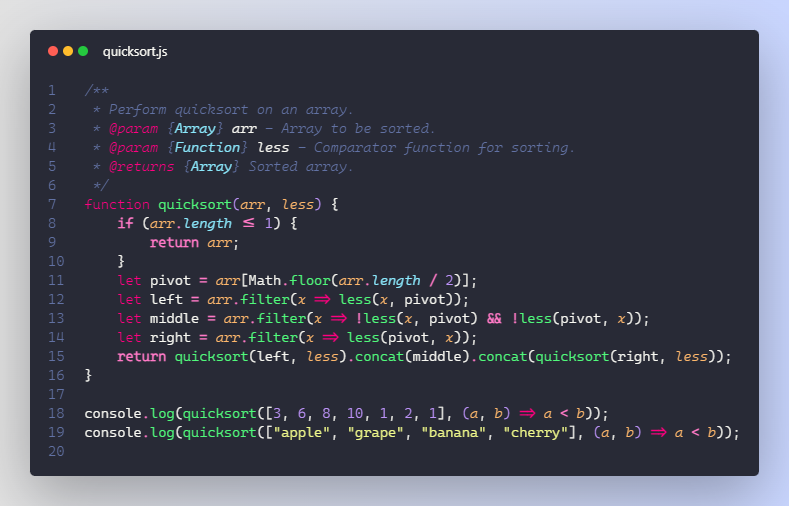 quicksort.js
1 /**
2  * Perform quicksort on an array.
3  * @param {Array} arr - Array to be sorted.
4  * @param {Function} less - Comparator function for sorting.
5  * @returns {Array} Sorted array.
6  */
7 function quicksort(arr, less) {
8     if (arr.length <= 1) {
9         return arr;
10     }
11     let pivot = arr[Math.floor(arr.length / 2)];
12     let left = arr.filter(x => less(x, pivot));
13     let middle = arr.filter(x => !less(x, pivot) && !less(pivot, x));
14     let right = arr.filter(x => less(pivot, x));
15     return quicksort(left, less).concat(middle).concat(quicksort(right, less));
16 }
17
18 console.log(quicksort([3, 6, 8, 10, 1, 2, 1], (a, b) => a < b));
19 console.log(quicksort(["apple", "grape", "banana", "cherry"], (a, b) => a < b));
20